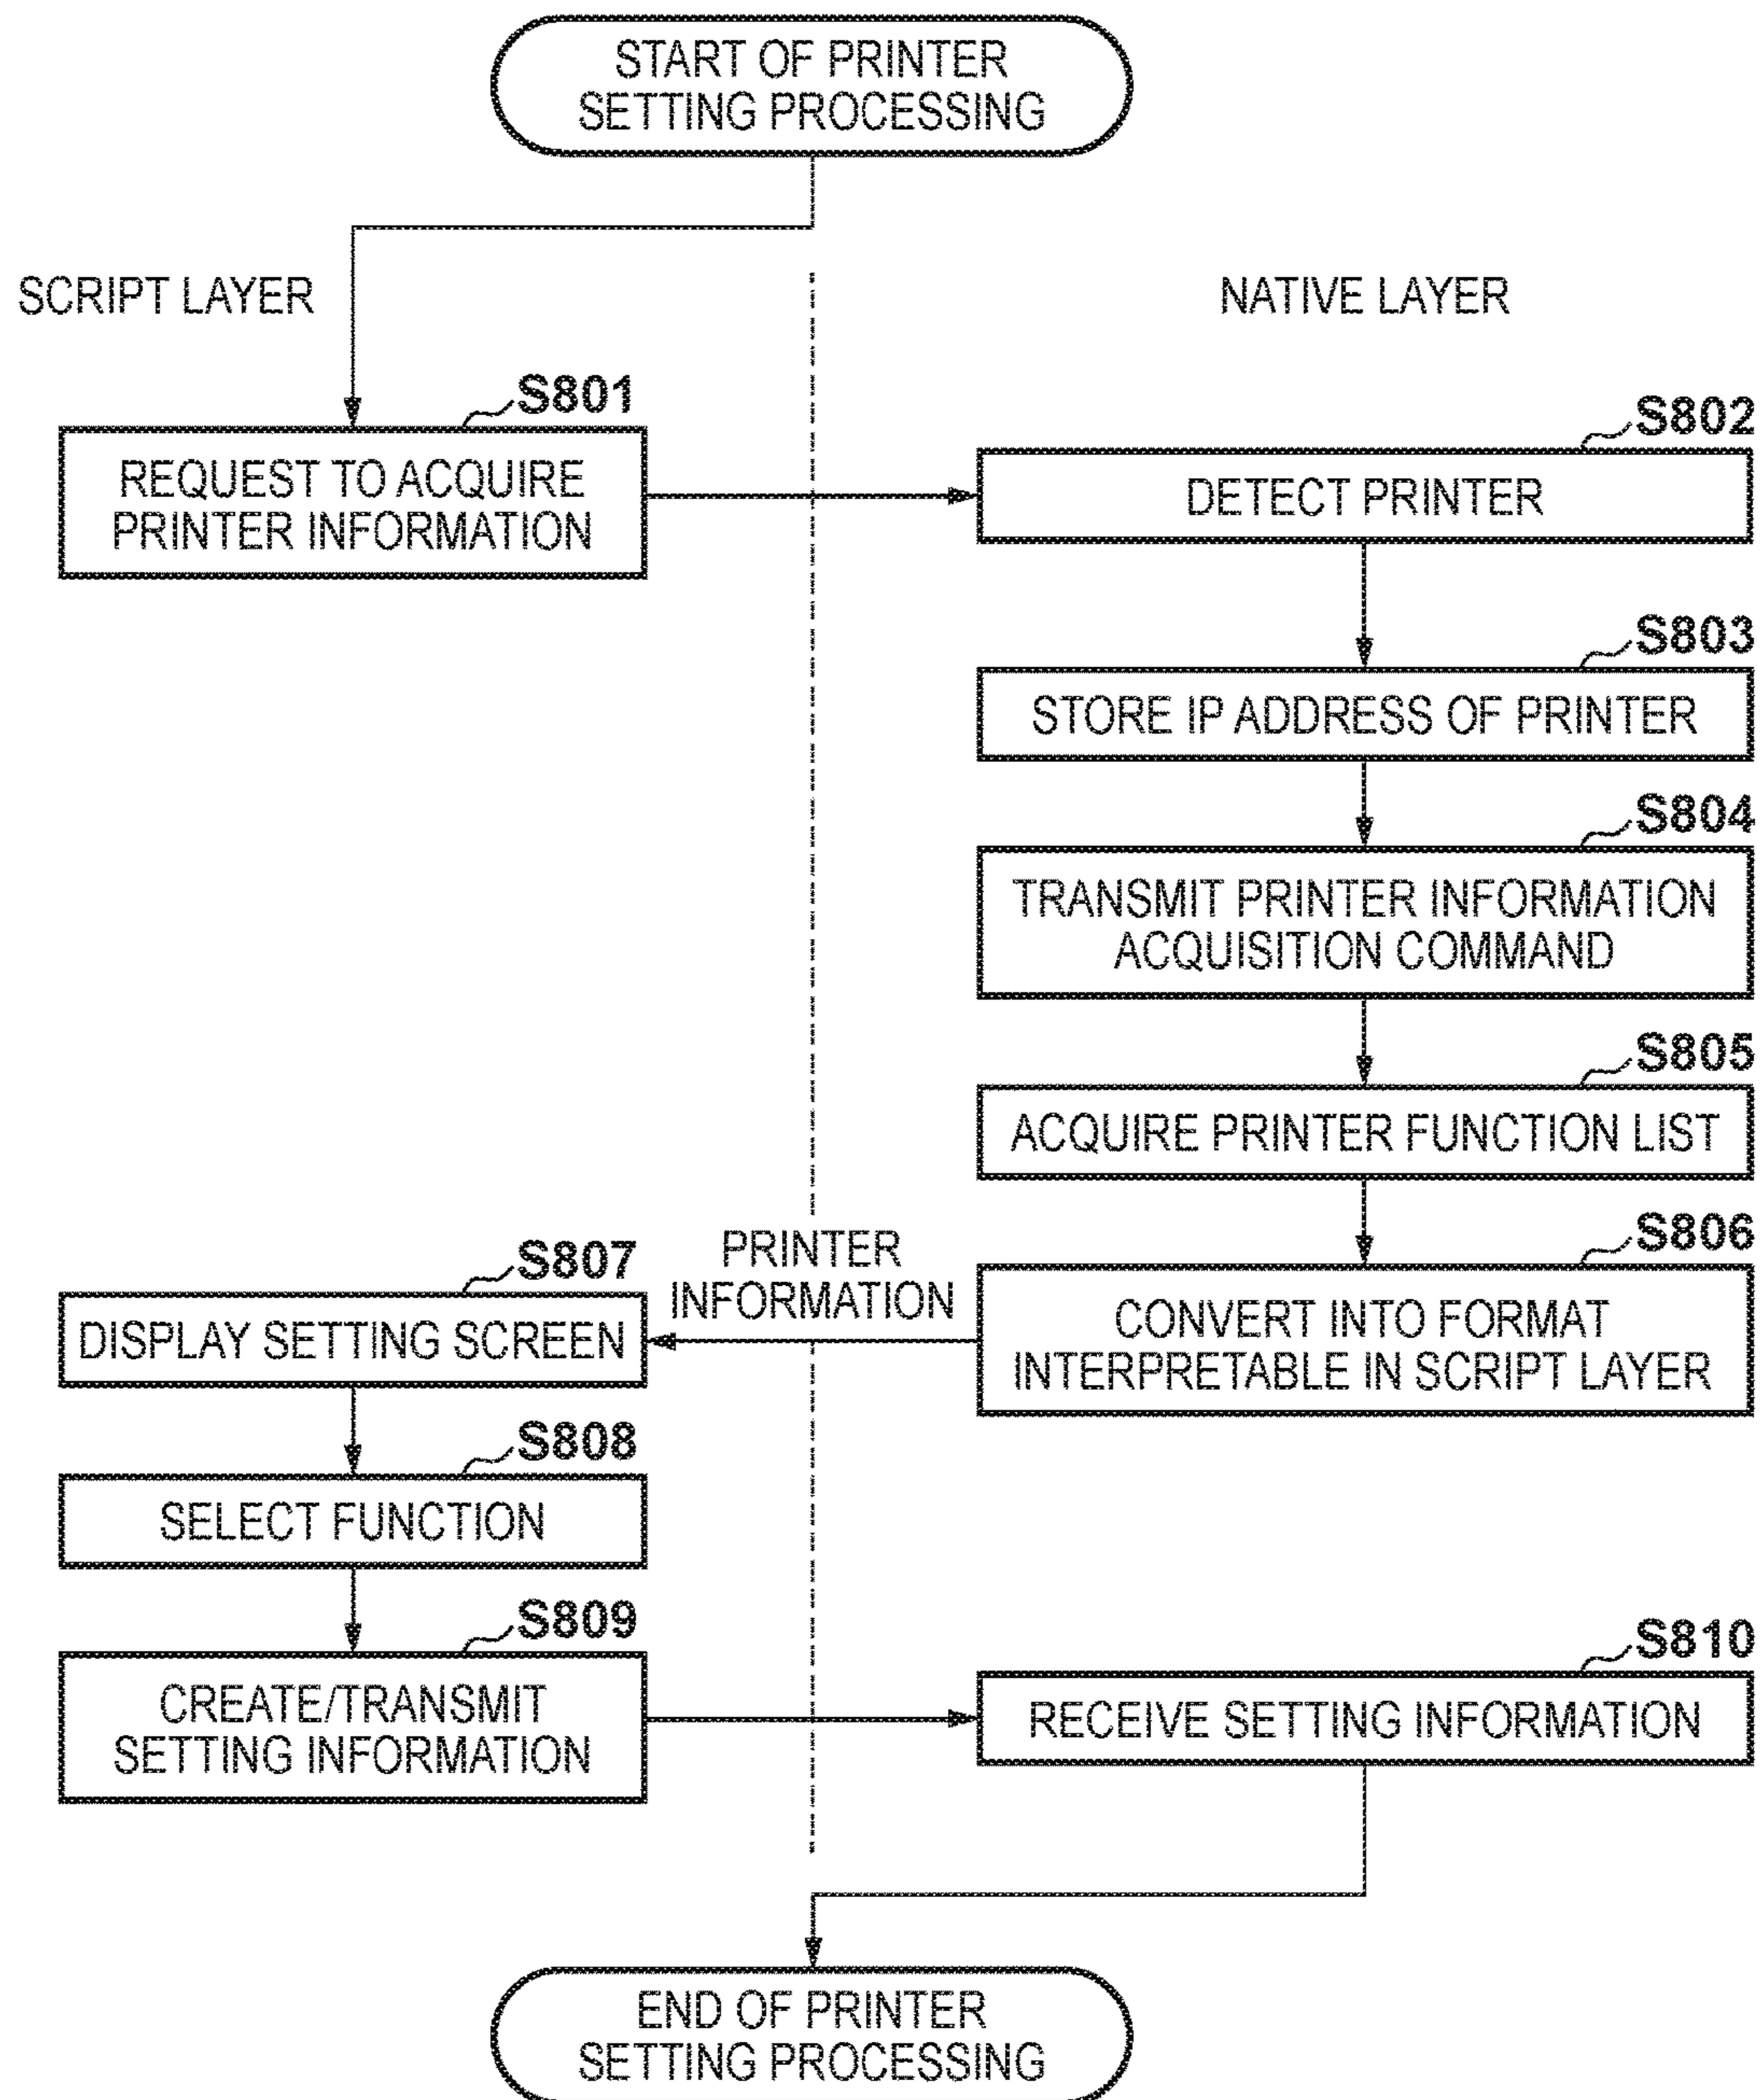 START OF PRINTER
SETTING PROCESSING
SCRIPT LAYER
NATIVE LAYER
S801
REQUEST TO ACQUIRE
PRINTER INFORMATION
S802
DETECT PRINTER
S803
STORE IP ADDRESS OF PRINTER
S804
TRANSMIT PRINTER INFORMATION
ACQUISITION COMMAND
S805
ACQUIRE PRINTER FUNCTION LIST
S806
CONVERT INTO FORMAT
INTERPRETABLE IN SCRIPT LAYER
PRINTER
INFORMATION
S807
DISPLAY SETTING SCREEN
S808
SELECT FUNCTION
S809
CREATE/TRANSMIT
SETTING INFORMATION
S810
RECEIVE SETTING INFORMATION
END OF PRINTER
SETTING PROCESSING